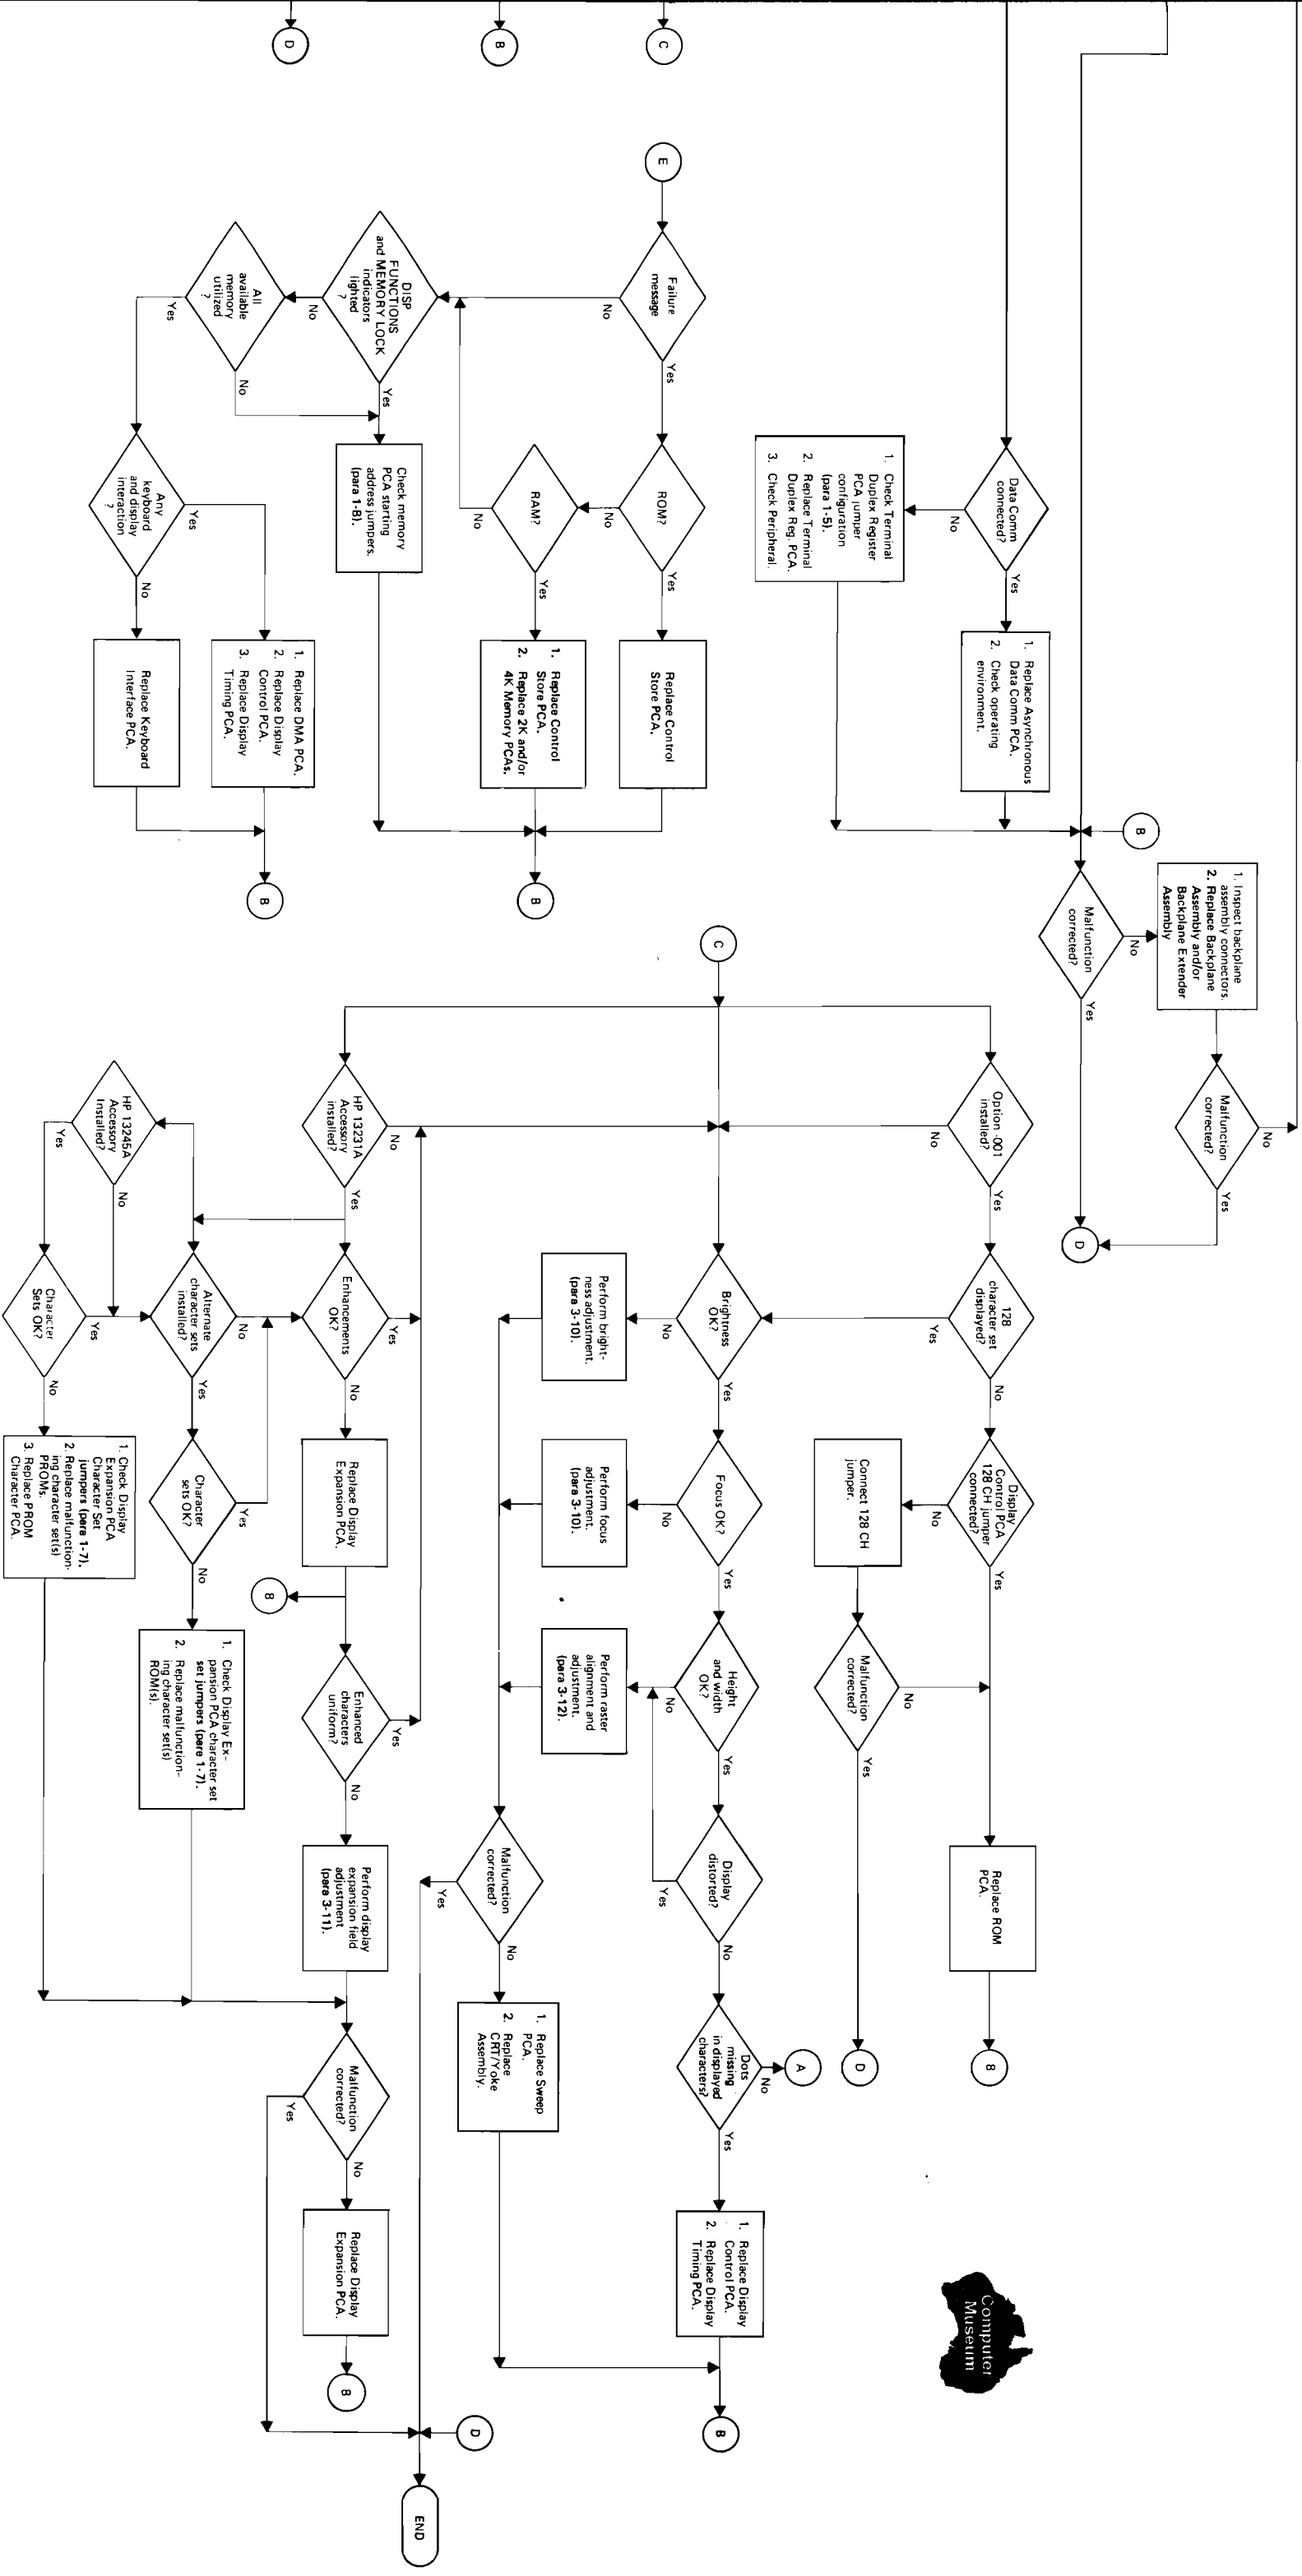 D
B
C
E
Failure
message
Yes
No
DISP
FUNCTIONS
and MEMORY LOCK
indicators
lighted
?
Yes
No
All
available
memory
utilized
?
No
Yes
Data Comm
connected?
Yes
No
1. Replace Asynchronous
Data Comm PCA.
2. Check operating
environment.
1. Check Terminal
Duplex Register
PCA jumper
configuration
(para 1-5).
2. Replace Terminal
Duplex Reg. PCA.
3. Check Peripheral.
ROM?
Yes
No
Replace Control
Store PCA.
RAM?
Yes
No
1. Replace Control
Store PCA.
2. Replace 2K and/or
4K Memory PCAs.
Check memory
PCA starting
address jumpers.
(para 1-8).
Any
keyboard
and display
interaction
?
Yes
No
1. Replace DMA PCA.
2. Replace Display
Control PCA.
3. Replace Display
Timing PCA.
Replace Keyboard
Interface PCA.
B
B
B
1. Inspect backplane
assembly connectors.
2. Replace Backplane
Assembly and/or
Backplane Extender
Assembly
Malfunction
corrected?
No
Yes
Malfunction
corrected?
No
Yes
D
C
Option -001
installed?
Yes
No
128
character set
displayed?
No
Yes
Display
Control PCA
128 CH jumper
connected?
Yes
No
Connect 128 CH
jumper.
Malfunction
corrected?
No
Yes
Replace ROM
PCA.
B
D
Brightness
OK?
Yes
No
Perform bright-
ness adjustment.
(para 3-10).
Focus OK?
Yes
No
Perform focus
adjustment.
(para 3-10).
Height
and width
OK?
Yes
No
Perform raster
alignment and
adjustment.
(para 3-12).
Display
distorted?
No
Yes
Dots
missing
in displayed
characters?
No
Yes
A
1. Replace Display
Control PCA.
2. Replace Display
Timing PCA.
B
Malfunction
corrected?
No
Yes
1. Replace Sweep
PCA.
2. Replace
CRT/Yoke
Assembly.
HP 13231A
Accessory
installed?
No
Yes
Enhancements
OK?
Yes
No
Replace Display
Expansion PCA.
B
Enhanced
characters
uniform?
Yes
No
Perform display
expansion field
adjustment
(para 3-11).
Malfunction
corrected?
No
Yes
Replace Display
Expansion PCA.
B
D
END
HP 13245A
Accessory
Installed?
No
Yes
Alternate
character sets
installed?
No
Yes
Character
sets OK?
Yes
No
1. Check Display Ex-
pansion PCA character set
set jumpers (para 1-7).
2. Replace malfunction-
ing character set(s)
ROM(s).
Character
Sets OK?
Yes
No
1. Check Display
Expansion PCA
Character Set
jumpers (para 1-7).
2. Replace malfunction-
ing character set(s)
PROMs.
3. Replace PROM
Character PCA.
Computer
Museum